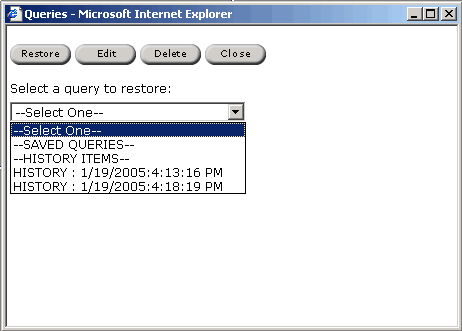 Queries - Microsoft Internet Explorer
Restore Edit Delete Close
Select a query to restore:
--Select One--
--Select One--
--SAVED QUERIES--
--HISTORY ITEMS--
HISTORY : 1/19/2005:4:13:16 PM
HISTORY : 1/19/2005:4:18:19 PM